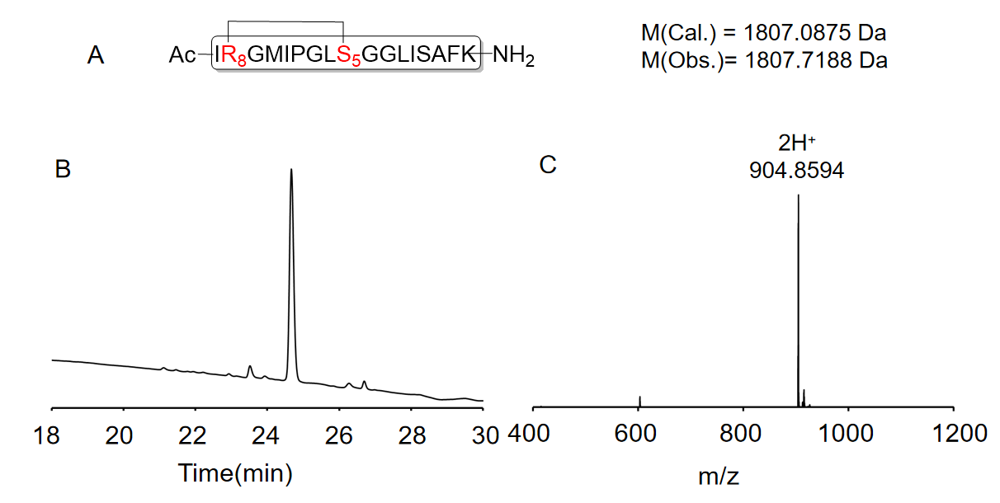 A
Ac–IR₈GMIPGLS₅GGLISAFK–NH₂
M(Cal.) = 1807.0875 Da
M(Obs.)= 1807.7188 Da
B
18 20 22 24 26 28 30
Time(min)
C
2H⁺
904.8594
400 600 800 1000 1200
m/z